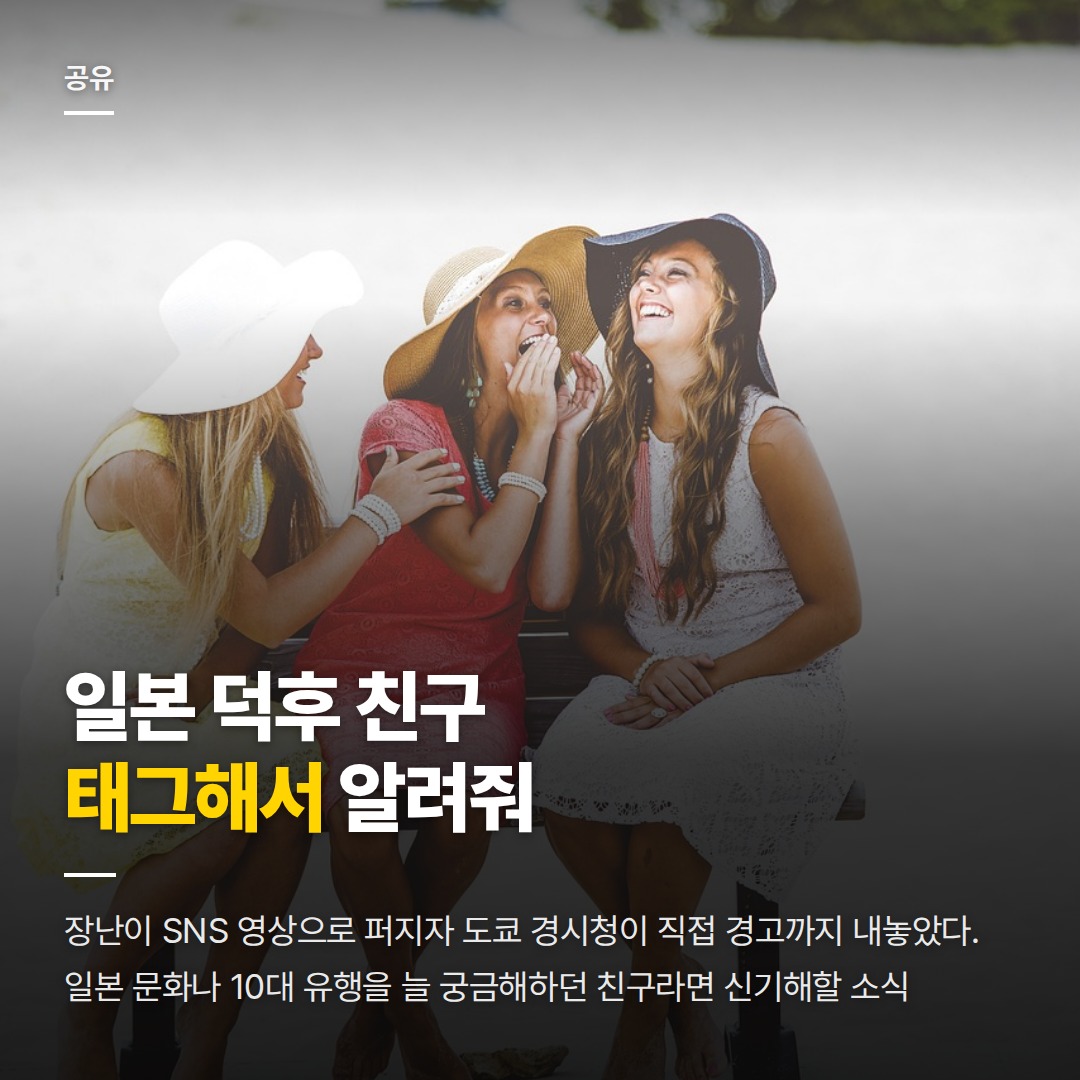 공유
일본 덕후 친구
태그해서 알려줘
장난이 SNS 영상으로 퍼지자 도쿄 경시청이 직접 경고까지 내놓았다.
일본 문화나 10대 유행을 늘 궁금해하던 친구라면 신기해할 소식